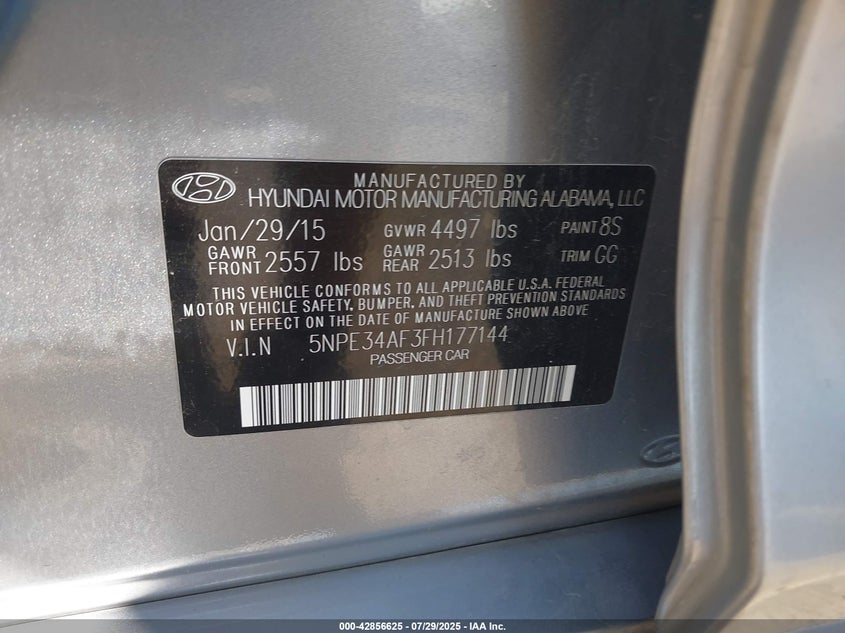 MANUFACTURED BY
HYUNDAI MOTOR MANUFACTURING ALABAMA, LLC
Jan/29/15 GVWR 4497 lbs PAINT 8S
GAWR FRONT 2557 lbs GAWR REAR 2513 lbs TRIM GG
THIS VEHICLE CONFORMS TO ALL APPLICABLE U.S.A. FEDERAL
MOTOR VEHICLE SAFETY, BUMPER, AND THEFT PREVENTION STANDARDS
IN EFFECT ON THE DATE OF MANUFACTURE SHOWN ABOVE
V.I.N 5NPE34AF3FH177144
PASSENGER CAR
000-42856625 | 07/29/2025 - IAA Inc.